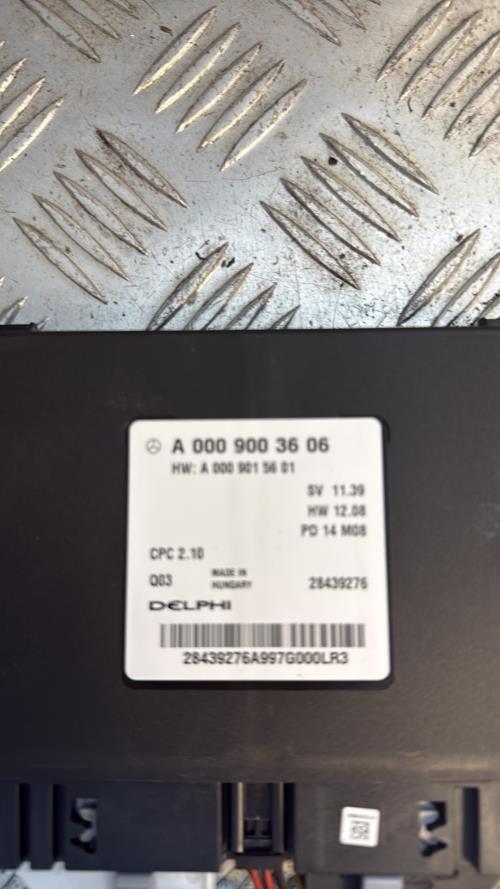 A 000 900 36 06
HW: A 000 901 56 01
SV 11.39
HW 12.08
PD 14 M08
CPC 2.10
Q03 MADE IN HUNGARY 28439276
DELPHI
28439276A997G000LR3